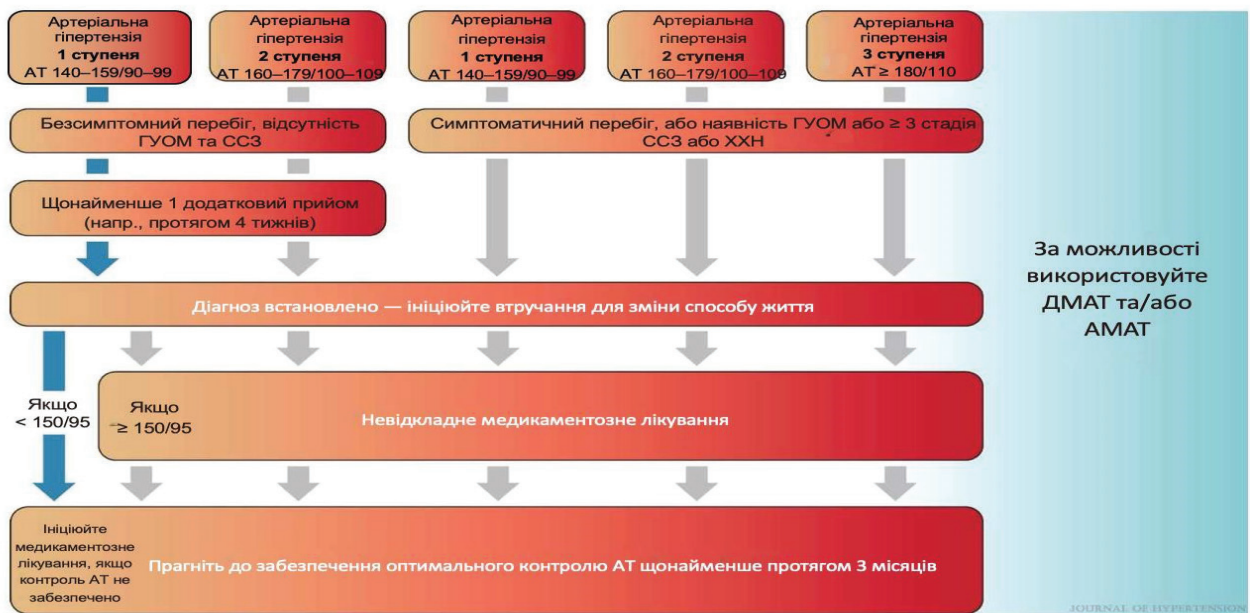 Артеріальна
гіпертензія
1 ступеня
АТ 140–159/90–99
Артеріальна
гіпертензія
2 ступеня
АТ 160–179/100–109
Артеріальна
гіпертензія
1 ступеня
АТ 140–159/90–99
Артеріальна
гіпертензія
2 ступеня
АТ 160–179/100–109
Артеріальна
гіпертензія
3 ступеня
АТ ≥ 180/110
Безсимптомний перебіг, відсутність
ГУОМ та ССЗ
Симптоматичний перебіг, або наявність ГУОМ або ≥ 3 стадія
ССЗ або ХХН
Щонайменше 1 додатковий прийом
(напр., протягом 4 тижнів)
За можливості
використовуйте
ДМАТ та/або
АМАТ
Діагноз встановлено — ініціюйте втручання для зміни способу життя
Якщо
< 150/95
Якщо
≥ 150/95
Невідкладне медикаментозне лікування
Ініціюйте
медикаментозне
лікування, якщо
контроль АТ не
забезпечено
Прагніть до забезпечення оптимального контролю АТ щонайменше протягом 3 місяців
JOURNAL OF HYPERTENSION